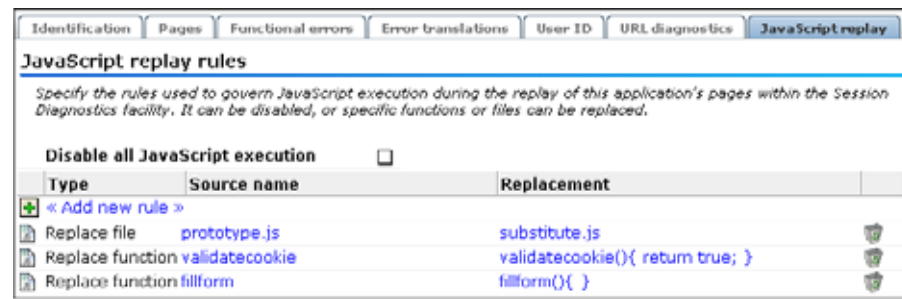 Identification Pages Functional errors Error translations User ID URL diagnostics JavaScript replay
JavaScript replay rules
Specify the rules used to govern JavaScript execution during the replay of this application's pages within the Session
Diagnostics facility. It can be disabled, or specific functions or files can be replaced.
Disable all JavaScript execution
Type Source name Replacement
« Add new rule »
Replace file prototype.js substitute.js
Replace function validatecookie validatecookie(){ return true; }
Replace function fillform fillform(){ }